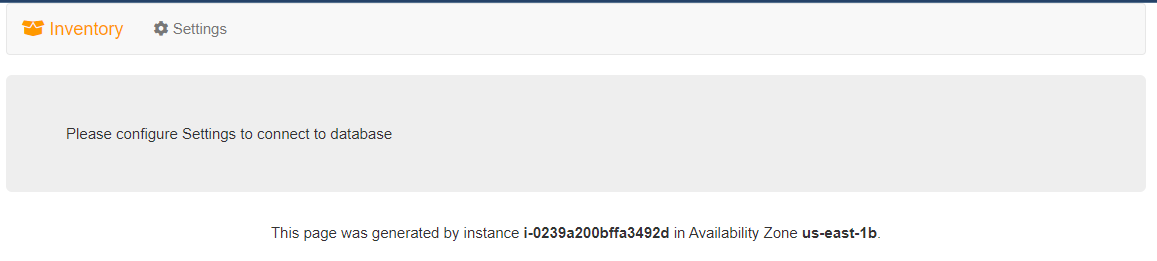 Inventory Settings
Please configure Settings to connect to database
This page was generated by instance i-0239a200bffa3492d in Availability Zone us-east-1b.